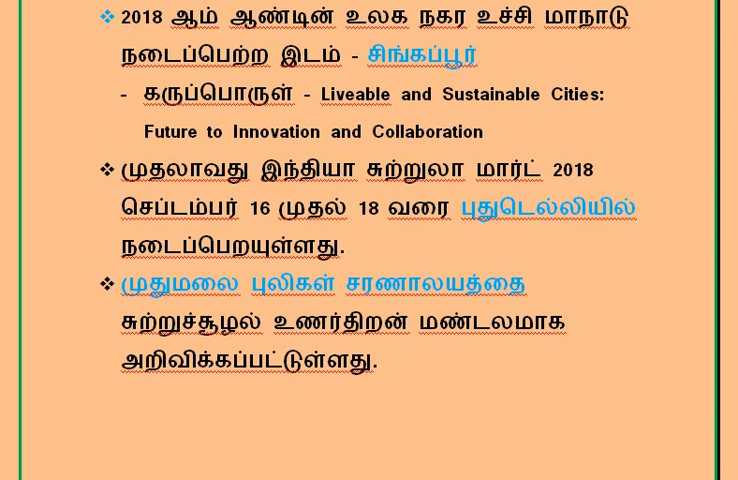 ❖ 2018 ஆம் ஆண்டின் உலக நகர உச்சி மாநாடு
நடைப்பெற்ற இடம் - சிங்கப்பூர்
- கருப்பொருள் - Liveable and Sustainable Cities:
Future to Innovation and Collaboration
❖ முதலாவது இந்தியா சுற்றுலா மார்ட் 2018
செப்டம்பர் 16 முதல் 18 வரை புதுடெல்லியில்
நடைப்பெறயுள்ளது.
❖ முதுமலை புலிகள் சரணாலயத்தை
சுற்றுச்சூழல் உணர்திறன் மண்டலமாக
அறிவிக்கப்பட்டுள்ளது.